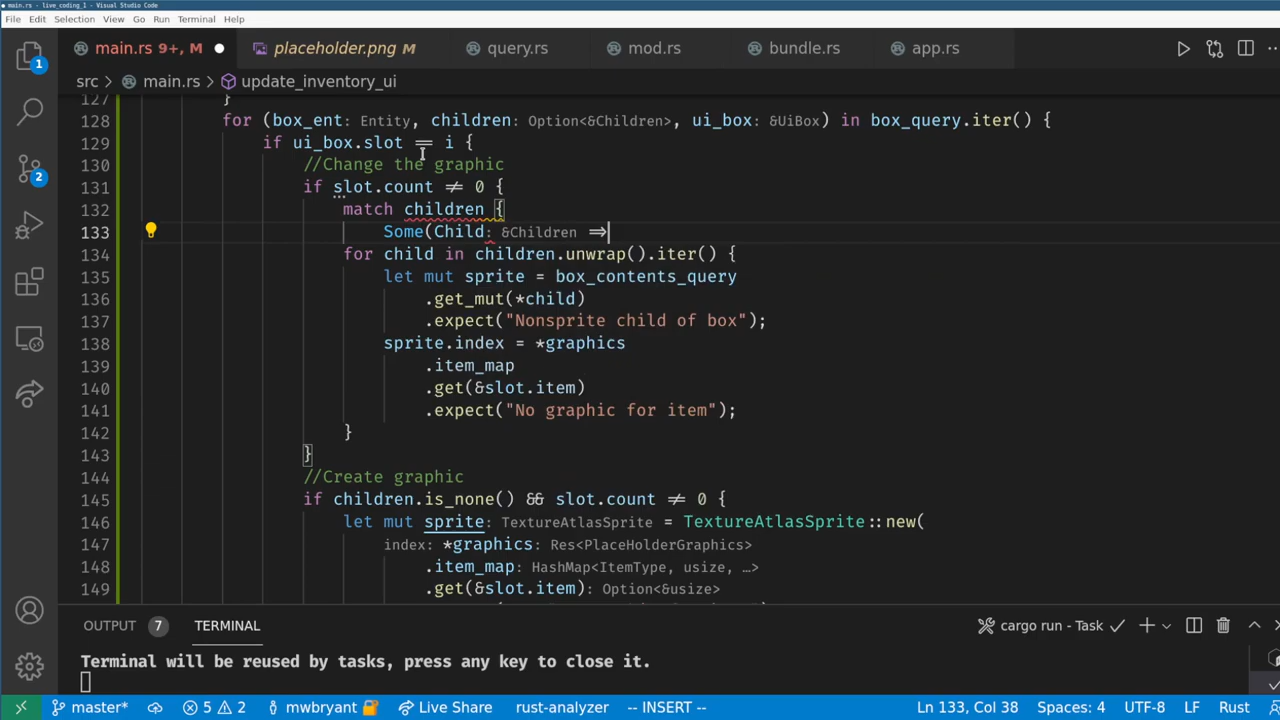 main.rs - live_coding_1 - Visual Studio Code
File Edit Selection View Go Run Terminal Help
main.rs 9+, M placeholder.png M query.rs mod.rs bundle.rs app.rs
src > main.rs > update_inventory_ui
127 }
128 for (box_ent: Entity, children: Option<&Children>, ui_box: &UiBox) in box_query.iter() {
129 if ui_box.slot == i {
130 //Change the graphic
131 if slot.count ≠ 0 {
132 match children {
133 Some(Child: &Children =>
134 for child in children.unwrap().iter() {
135 let mut sprite = box_contents_query
136 .get_mut(*child)
137 .expect("Nonsprite child of box");
138 sprite.index = *graphics
139 .item_map
140 .get(&slot.item)
141 .expect("No graphic for item");
142 }
143 }
144 //Create graphic
145 if children.is_none() && slot.count ≠ 0 {
146 let mut sprite: TextureAtlasSprite = TextureAtlasSprite::new(
147 index: *graphics: Res<PlaceHolderGraphics>
148 .item_map: HashMap<ItemType, usize, …>
149 .get(&slot.item): Option<&usize>
OUTPUT 7 TERMINAL
cargo run - Task
Terminal will be reused by tasks, press any key to close it.
1
2
master* 5 2 mwbryant Live Share rust-analyzer -- INSERT -- Ln 133, Col 38 Spaces: 4 UTF-8 LF Rust